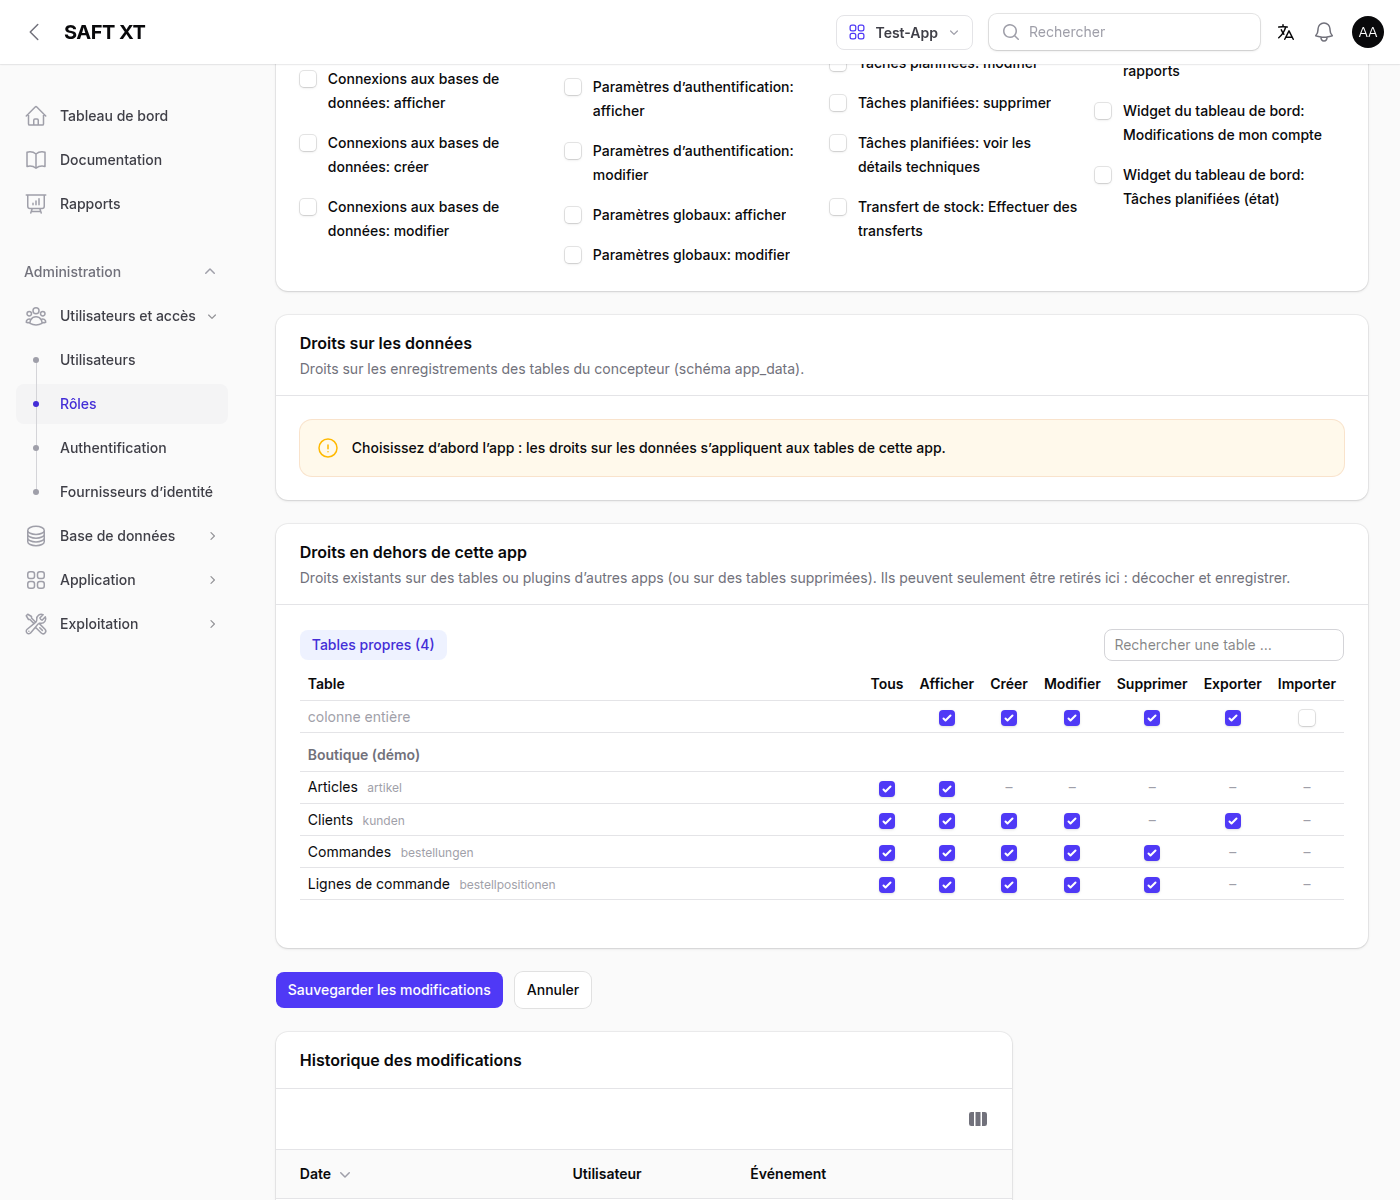 SAFT XT
Test-App
Rechercher
AA
Tableau de bord
Documentation
Rapports
Administration
Utilisateurs et accès
Utilisateurs
Rôles
Authentification
Fournisseurs d’identité
Base de données
Application
Exploitation
Connexions aux bases de
données: afficher
Connexions aux bases de
données: créer
Connexions aux bases de
données: modifier
Paramètres d’authentification:
afficher
Paramètres d’authentification:
modifier
Paramètres globaux: afficher
Paramètres globaux: modifier
Tâches planifiées: modifier
Tâches planifiées: supprimer
Tâches planifiées: voir les
détails techniques
Transfert de stock: Effectuer des
transferts
rapports
Widget du tableau de bord:
Modifications de mon compte
Widget du tableau de bord:
Tâches planifiées (état)
Droits sur les données
Droits sur les enregistrements des tables du concepteur (schéma app_data).
Choisissez d’abord l’app : les droits sur les données s’appliquent aux tables de cette app.
Droits en dehors de cette app
Droits existants sur des tables ou plugins d’autres apps (ou sur des tables supprimées). Ils peuvent seulement être retirés ici : décocher et enregistrer.
Tables propres (4)
Rechercher une table ...
Table Tous Afficher Créer Modifier Supprimer Exporter Importer
colonne entière
Boutique (démo)
Articles artikel – – – – –
Clients kunden – –
Commandes bestellungen – –
Lignes de commande bestellpositionen – –
Sauvegarder les modifications
Annuler
Historique des modifications
Date Utilisateur Événement